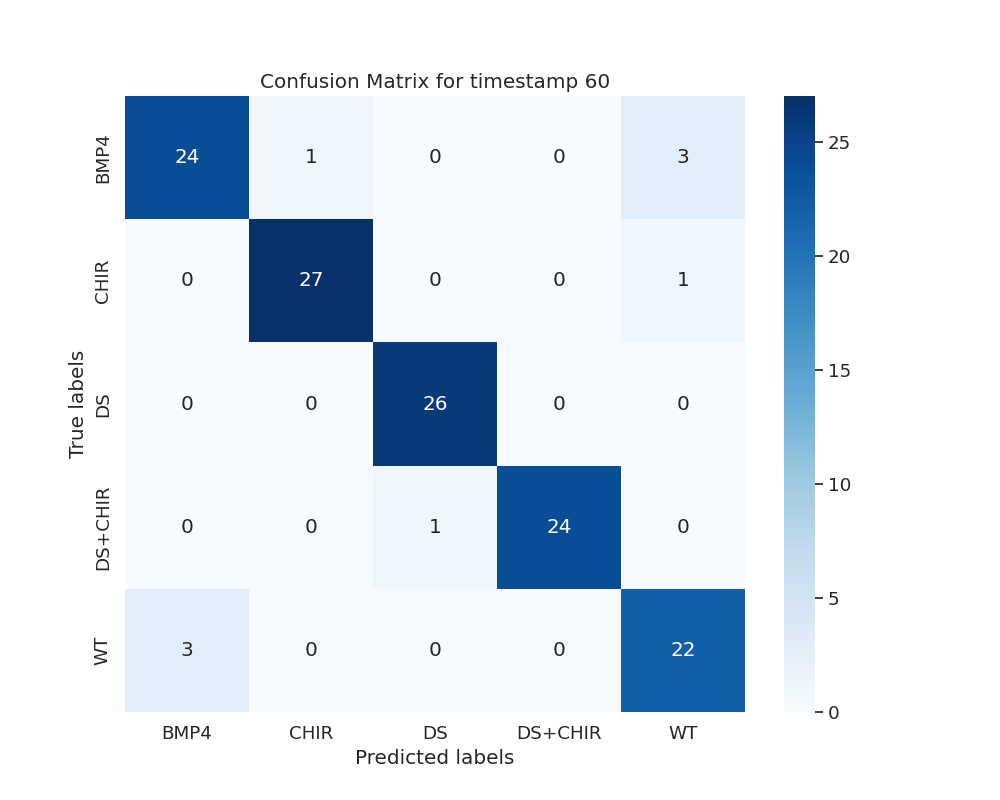 Confusion Matrix for timestamp 60
True labels
BMP4 24 1 0 0 3
CHIR 0 27 0 0 1
DS 0 0 26 0 0
DS+CHIR 0 0 1 24 0
WT 3 0 0 0 22
BMP4 CHIR DS DS+CHIR WT
Predicted labels
25
20
15
10
5
0